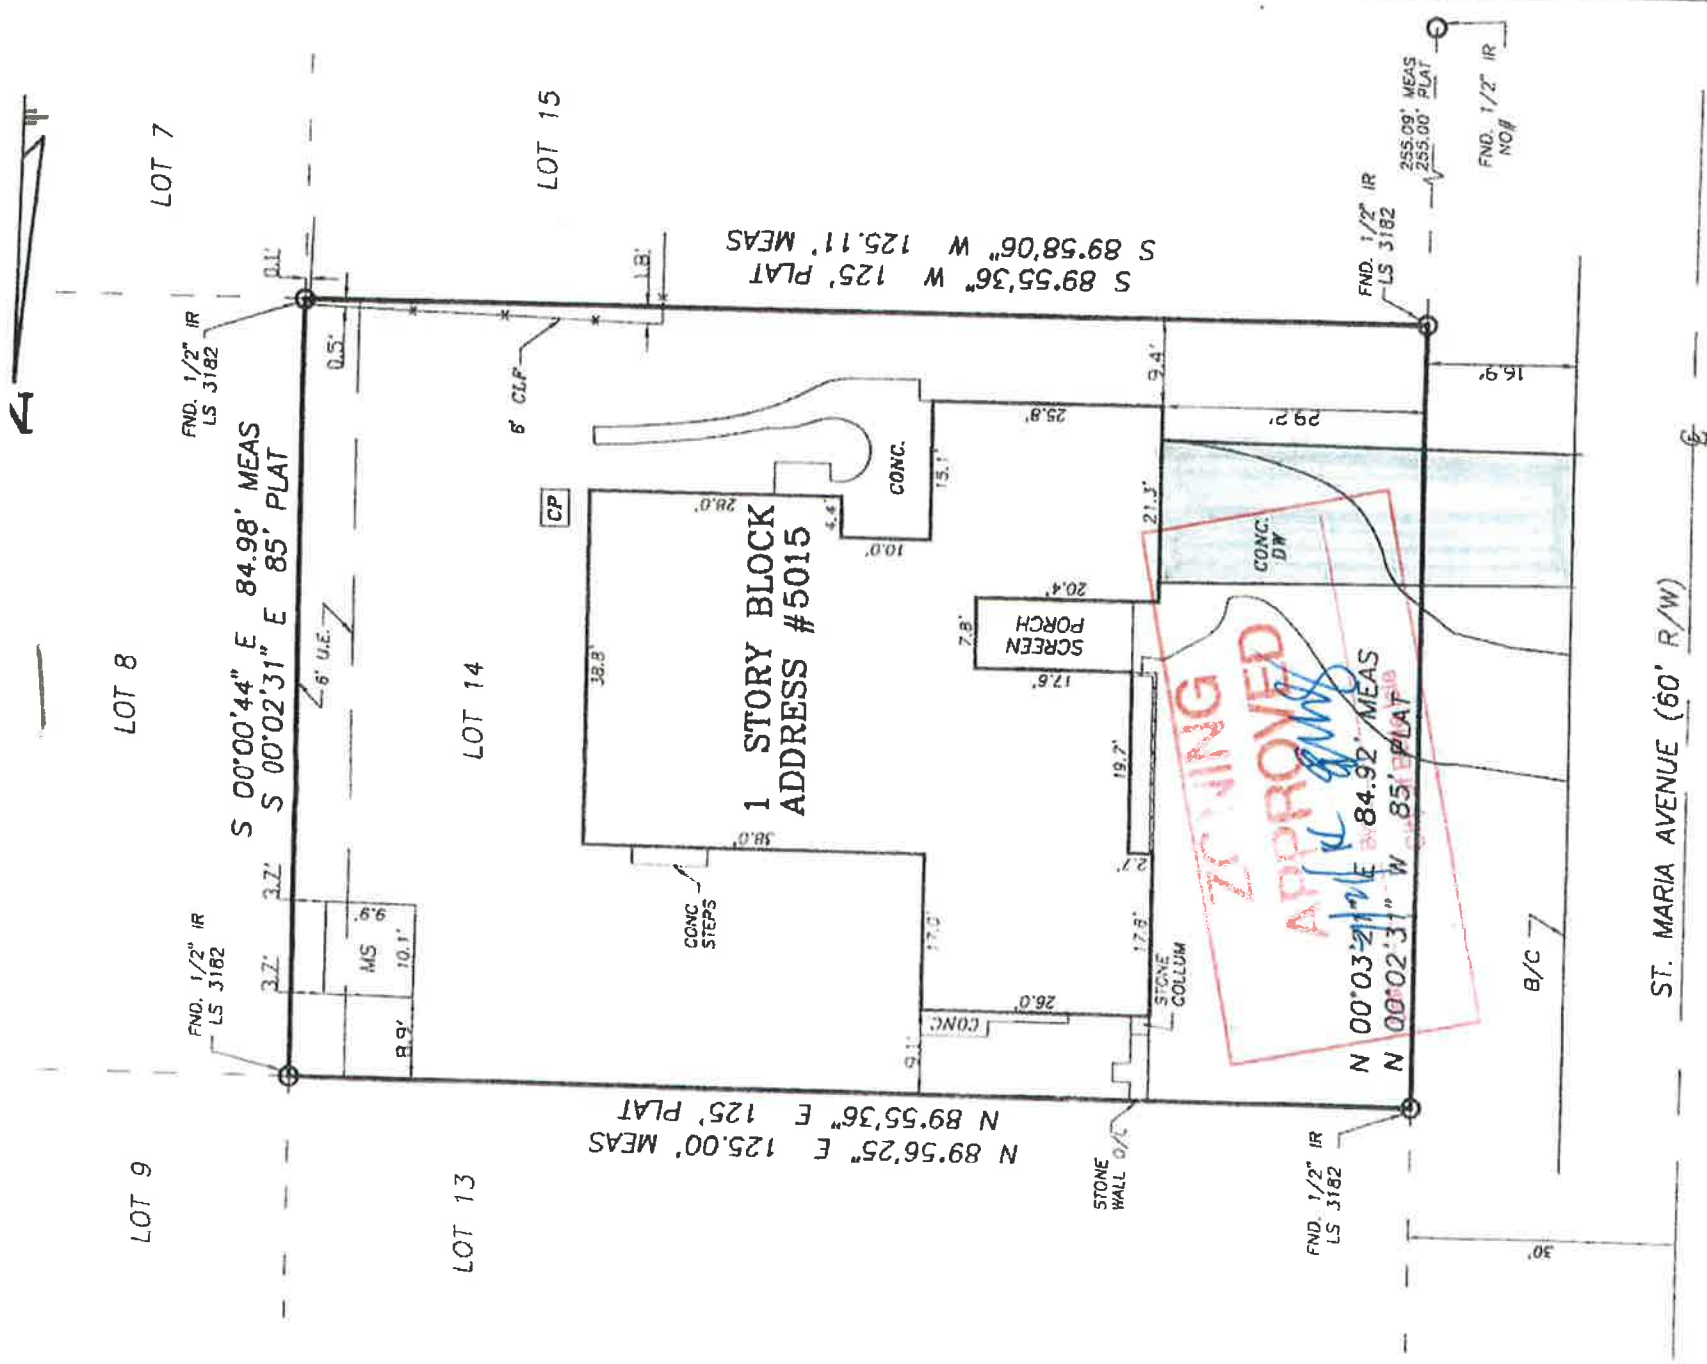 LOT 7
LOT 8
LOT 9
LOT 15
LOT 14
LOT 13
FND. 1/2" IR
LS 3182
0.1'
0.5'
S 00°00'44" E 84.98' MEAS
S 00°02'31" E 85' PLAT
6' U.E.
FND. 1/2" IR
LS 3182
3.7'
3.7'
MS
9.9'
10.1'
8.9'
6' CLF
1.8'
S 89°58'06" W 125.11' MEAS
S 89°55'36" W 125' PLAT
CP
38.8'
28.0'
4.4'
10.0'
CONC.
15.1'
25.8'
9.4'
29.2'
21.3'
1 STORY BLOCK
ADDRESS #5015
38.0'
CONC
STEPS
17.0'
26.0'
CONC
9.1'
7.8'
SCREEN
PORCH
20.4'
17.6'
19.7'
2.7'
17.8'
STONE
COLLUM
STONE
WALL O/L
CONC.
DW
ZONING
APPROVED
N 89°56'25" E 125.00' MEAS
N 89°55'36" E 125' PLAT
N 00°03'21" E 84.92' MEAS
N 00°02'31" W 85' PLAT
FND. 1/2" IR
LS 3182
FND. 1/2" IR
LS 3182
255.09' MEAS
255.00' PLAT
FND. 1/2" IR
NO#
16.9'
B/C
30'
ST. MARIA AVENUE (60' R/W)